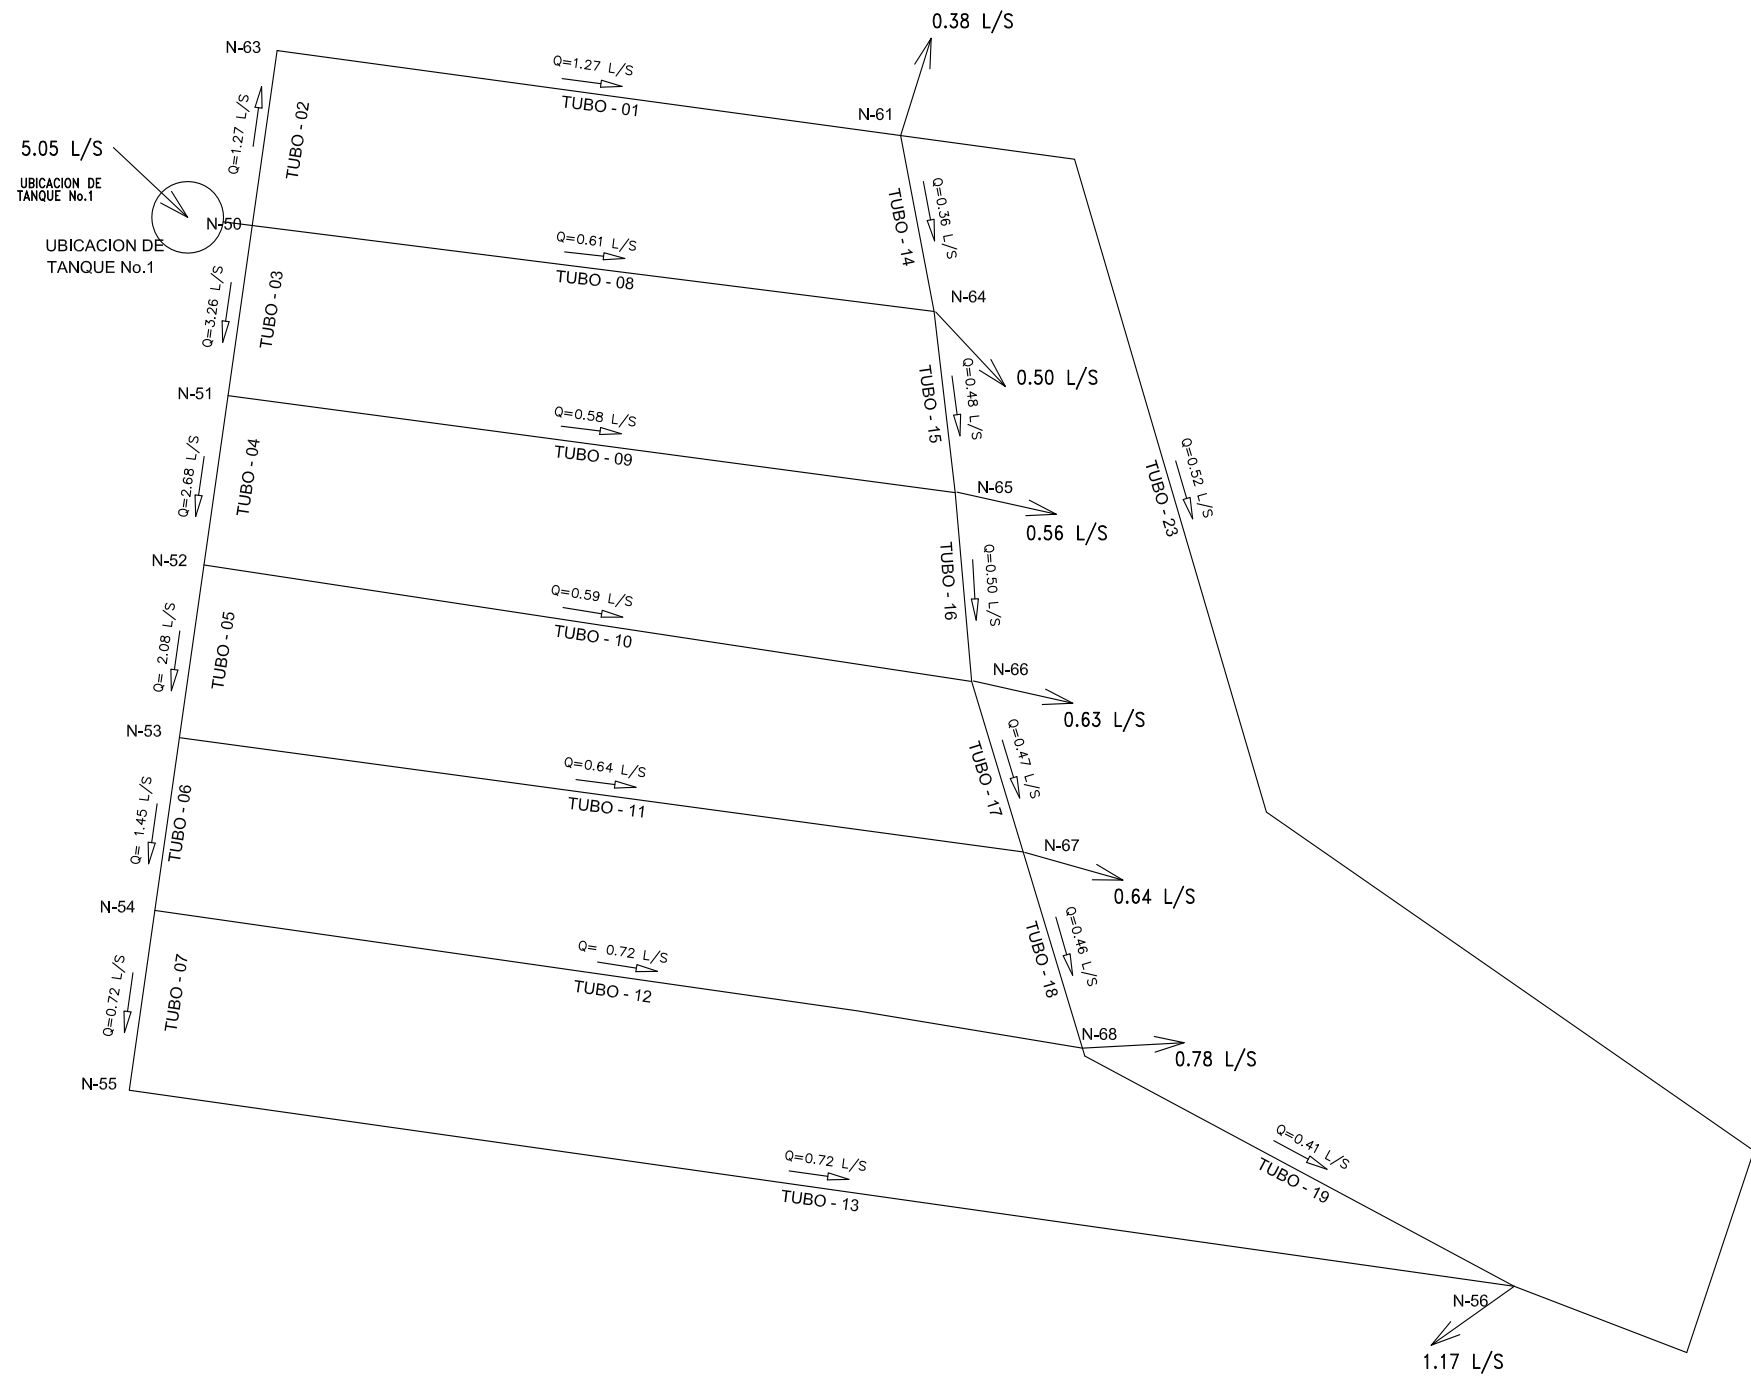 0.38 L/S
N-63
Q=1.27 L/S
TUBO - 01
N-61
Q=1.27 L/S
TUBO - 02
5.05 L/S
UBICACION DE
TANQUE No.1
N-50
UBICACION DE
TANQUE No.1
Q=0.36 L/S
TUBO - 14
Q=0.61 L/S
TUBO - 08
Q=3.26 L/S
TUBO - 03
N-64
0.50 L/S
Q=0.48 L/S
TUBO - 15
N-51
Q=0.58 L/S
TUBO - 09
Q=2.68 L/S
TUBO - 04
N-65
0.56 L/S
Q=0.52 L/S
TUBO - 23
N-52
Q=0.50 L/S
TUBO - 16
Q=0.59 L/S
TUBO - 10
Q= 2.08 L/S
TUBO - 05
N-66
0.63 L/S
N-53
Q=0.47 L/S
TUBO - 17
Q=0.64 L/S
TUBO - 11
Q= 1.45 L/S
TUBO - 06
N-67
0.64 L/S
N-54
Q=0.46 L/S
TUBO - 18
Q= 0.72 L/S
TUBO - 12
Q=0.72 L/S
TUBO - 07
N-68
0.78 L/S
N-55
Q=0.41 L/S
TUBO - 19
Q=0.72 L/S
TUBO - 13
N-56
1.17 L/S